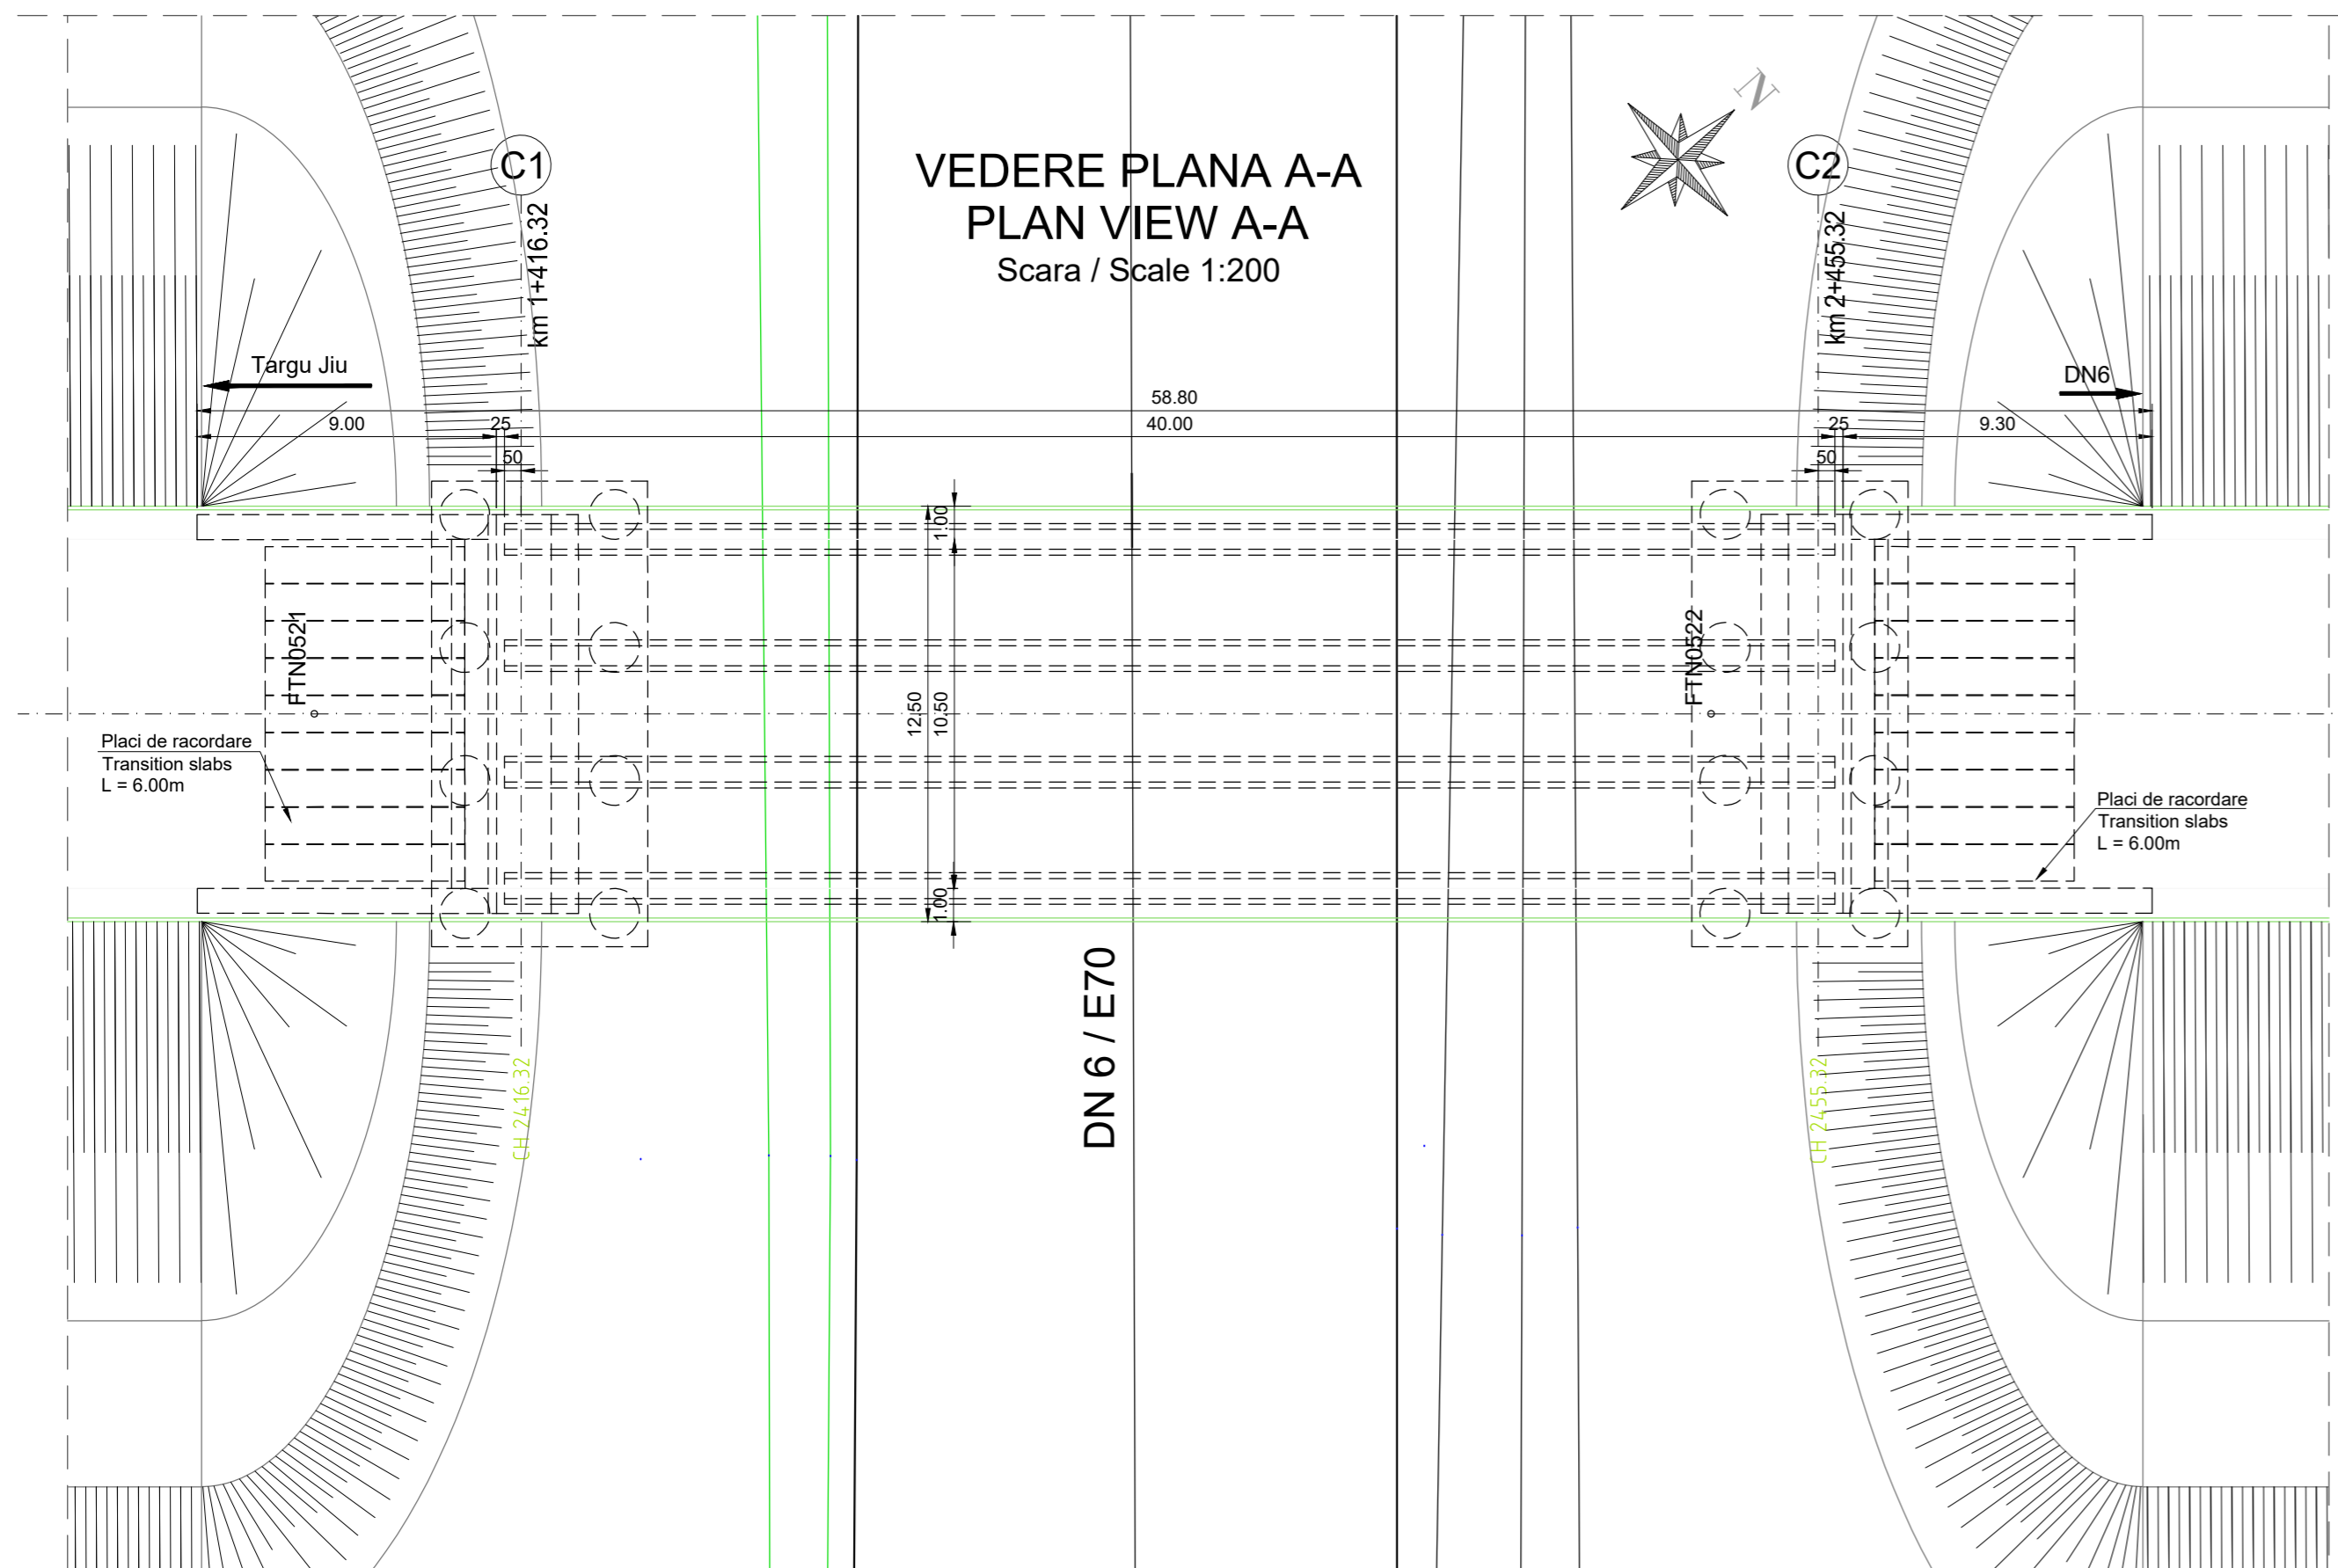 N
C1
C2
VEDERE PLANA A-A
PLAN VIEW A-A
Scara / Scale 1:200
km 1+416.32
km 2+455.32
Targu Jiu
DN6
58.80
9.00
25
40.00
25
9.30
50
50
1.00
FTN0521
FTN0522
12.50
10.50
Placi de racordare
Transition slabs
L = 6.00m
Placi de racordare
Transition slabs
L = 6.00m
1.00
DN 6 / E70
CH 2416.32
CH 2455.32